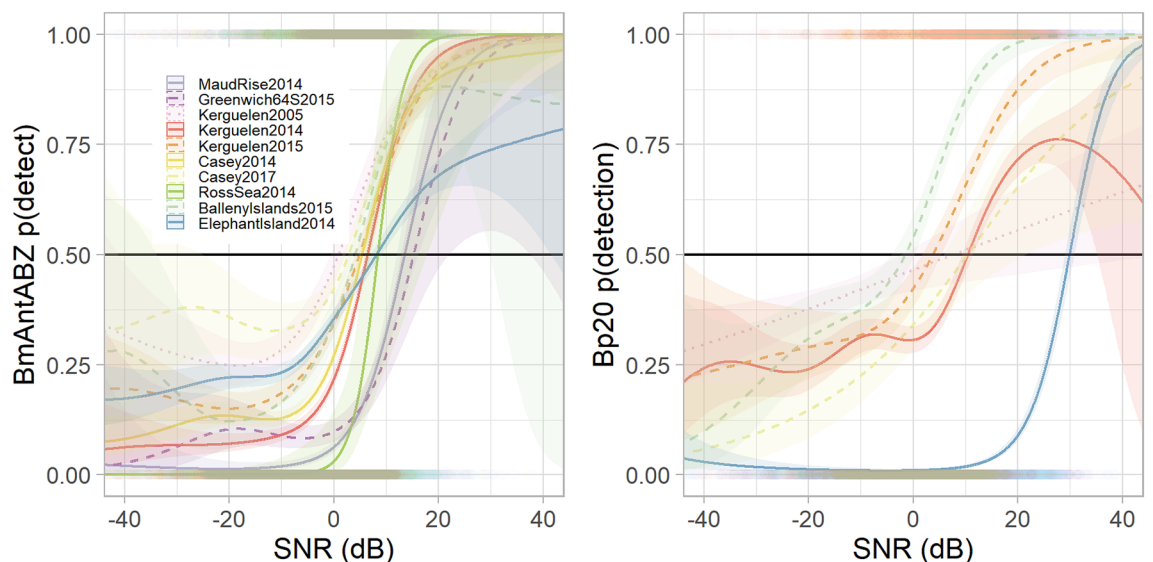 BmAntABZ p(detect)
1.00
0.75
0.50
0.25
0.00
MaudRise2014
Greenwich64S2015
Kerguelen2005
Kerguelen2014
Kerguelen2015
Casey2014
Casey2017
RossSea2014
BallenyIslands2015
ElephantIsland2014
-40 -20 0 20 40
SNR (dB)
Bp20 p(detection)
1.00
0.75
0.50
0.25
0.00
-40 -20 0 20 40
SNR (dB)